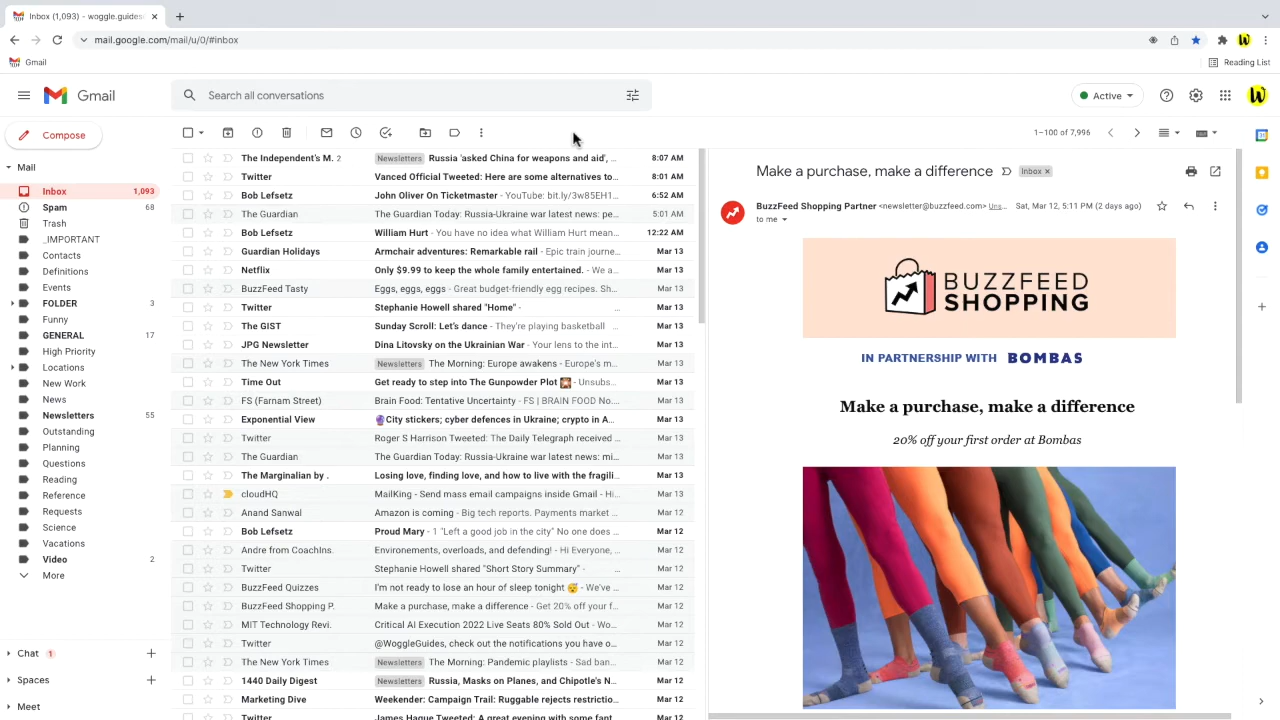 Inbox (1,093) - woggle.guides
mail.google.com/mail/u/0/#inbox
Gmail
Reading List
Gmail
Search all conversations
Active
W
Compose
1–100 of 7,996
Mail
Inbox 1,093
Spam 68
Trash
_IMPORTANT
Contacts
Definitions
Events
FOLDER 3
Funny
GENERAL 17
High Priority
Locations
New Work
News
Newsletters 55
Outstanding
Planning
Questions
Reading
Reference
Requests
Science
Vacations
Video 2
More
Chat 1
Spaces
Meet
The Independent's M. 2 Newsletters Russia 'asked China for weapons and aid', ... 8:07 AM
Twitter Vanced Official Tweeted: Here are some alternatives to... 8:01 AM
Bob Lefsetz John Oliver On Ticketmaster - YouTube: bit.ly/3w85EH1... 6:52 AM
The Guardian The Guardian Today: Russia-Ukraine war latest news: pe... 5:01 AM
Bob Lefsetz William Hurt - You have no idea what William Hurt mean... 12:22 AM
Guardian Holidays Armchair adventures: Remarkable rail - Epic train journe... Mar 13
Netflix Only $9.99 to keep the whole family entertained. - We a... Mar 13
BuzzFeed Tasty Eggs, eggs, eggs - Great budget-friendly egg recipes. Sh... Mar 13
Twitter Stephanie Howell shared "Home" - ... Mar 13
The GIST Sunday Scroll: Let's dance - They're playing basketball ... Mar 13
JPG Newsletter Dina Litovsky on the Ukrainian War - Your lens to the int... Mar 13
The New York Times Newsletters The Morning: Europe awakens - Europe's m... Mar 13
Time Out Get ready to step into The Gunpowder Plot 🎇 - Unsubs... Mar 13
FS (Farnam Street) Brain Food: Tentative Uncertainty - FS | BRAIN FOOD No... Mar 13
Exponential View 🔮City stickers; cyber defences in Ukraine; crypto in A... Mar 13
Twitter Roger S Harrison Tweeted: The Daily Telegraph received ... Mar 13
The Guardian The Guardian Today: Russia-Ukraine war latest news: mi... Mar 13
The Marginalian by . Losing love, finding love, and how to live with the fragili... Mar 13
cloudHQ MailKing - Send mass email campaigns inside Gmail - Hi... Mar 13
Anand Sanwal Amazon is coming - Big tech reports. Payments market ... Mar 12
Bob Lefsetz Proud Mary - 1 "Left a good job in the city" No one does ... Mar 12
Andre from CoachIns. Environements, overloads, and defending! - Hi Everyone, ... Mar 12
Twitter Stephanie Howell shared "Short Story Summary" - ... Mar 12
BuzzFeed Quizzes I'm not ready to lose an hour of sleep tonight 😴 - We've ... Mar 12
BuzzFeed Shopping P. Make a purchase, make a difference - Get 20% off your f... Mar 12
MIT Technology Revi. Critical AI Execution 2022 Live Seats 80% Sold Out - Wo... Mar 12
Twitter @WoggleGuides, check out the notifications you have o... Mar 12
The New York Times Newsletters The Morning: Pandemic playlists - Sad ban... Mar 12
1440 Daily Digest Newsletters Russia, Masks on Planes, and Chipotle's N... Mar 12
Marketing Dive Weekender: Campaign Trail: Ruggable rejects restrictio... Mar 12
Twitter James Hague Tweeted: A great evening with some fant... Mar 12
Make a purchase, make a difference Inbox ×
BuzzFeed Shopping Partner <newsletter@buzzfeed.com> Uns... Sat, Mar 12, 5:11 PM (2 days ago)
to me
BUZZFEED
SHOPPING
IN PARTNERSHIP WITH BOMBAS
Make a purchase, make a difference
20% off your first order at Bombas